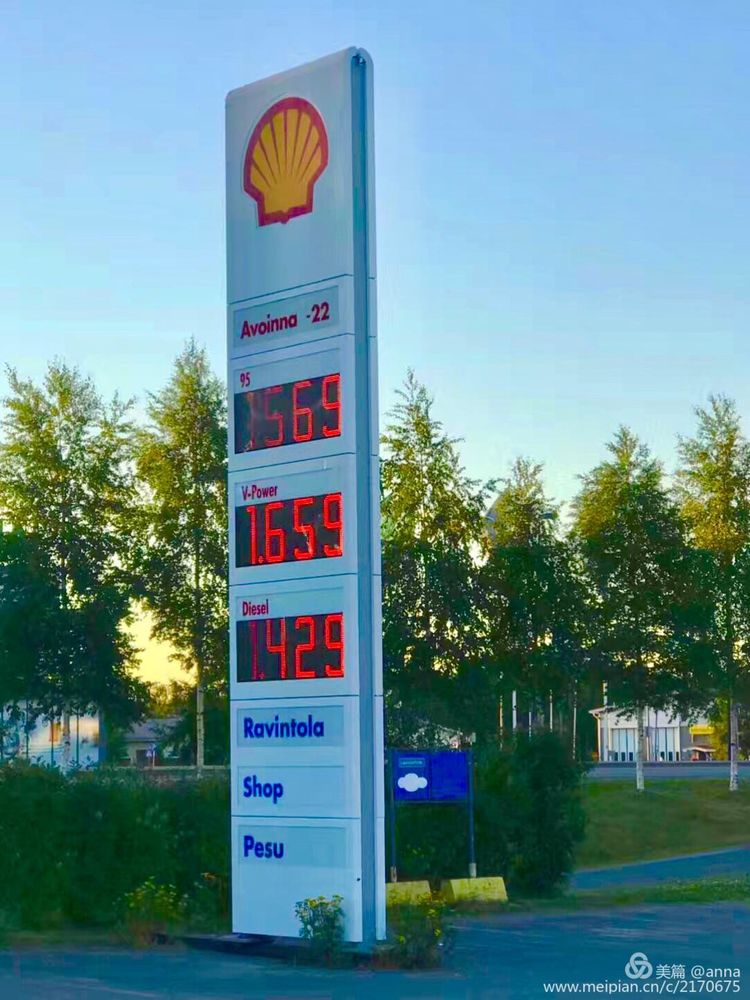 Avoinna -22
95
1.569
V-Power
1.659
Diesel
1.429
Ravintola
Shop
Pesu
美篇 @anna
www.meipian.cn/c/2170675